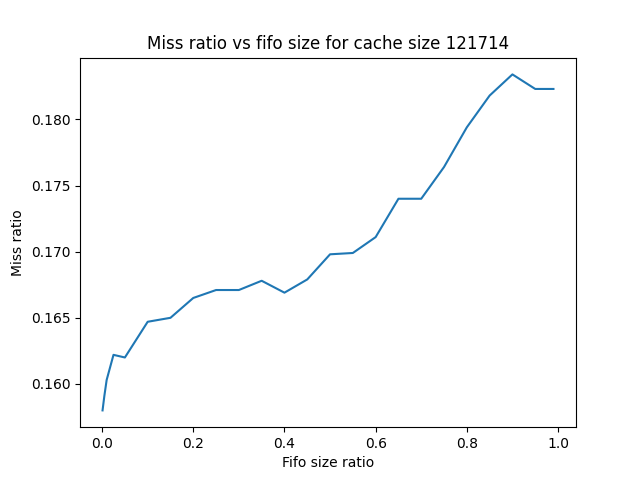 Miss ratio vs fifo size for cache size 121714
0.180
0.175
0.170
0.165
0.160
Miss ratio
0.0 0.2 0.4 0.6 0.8 1.0
Fifo size ratio